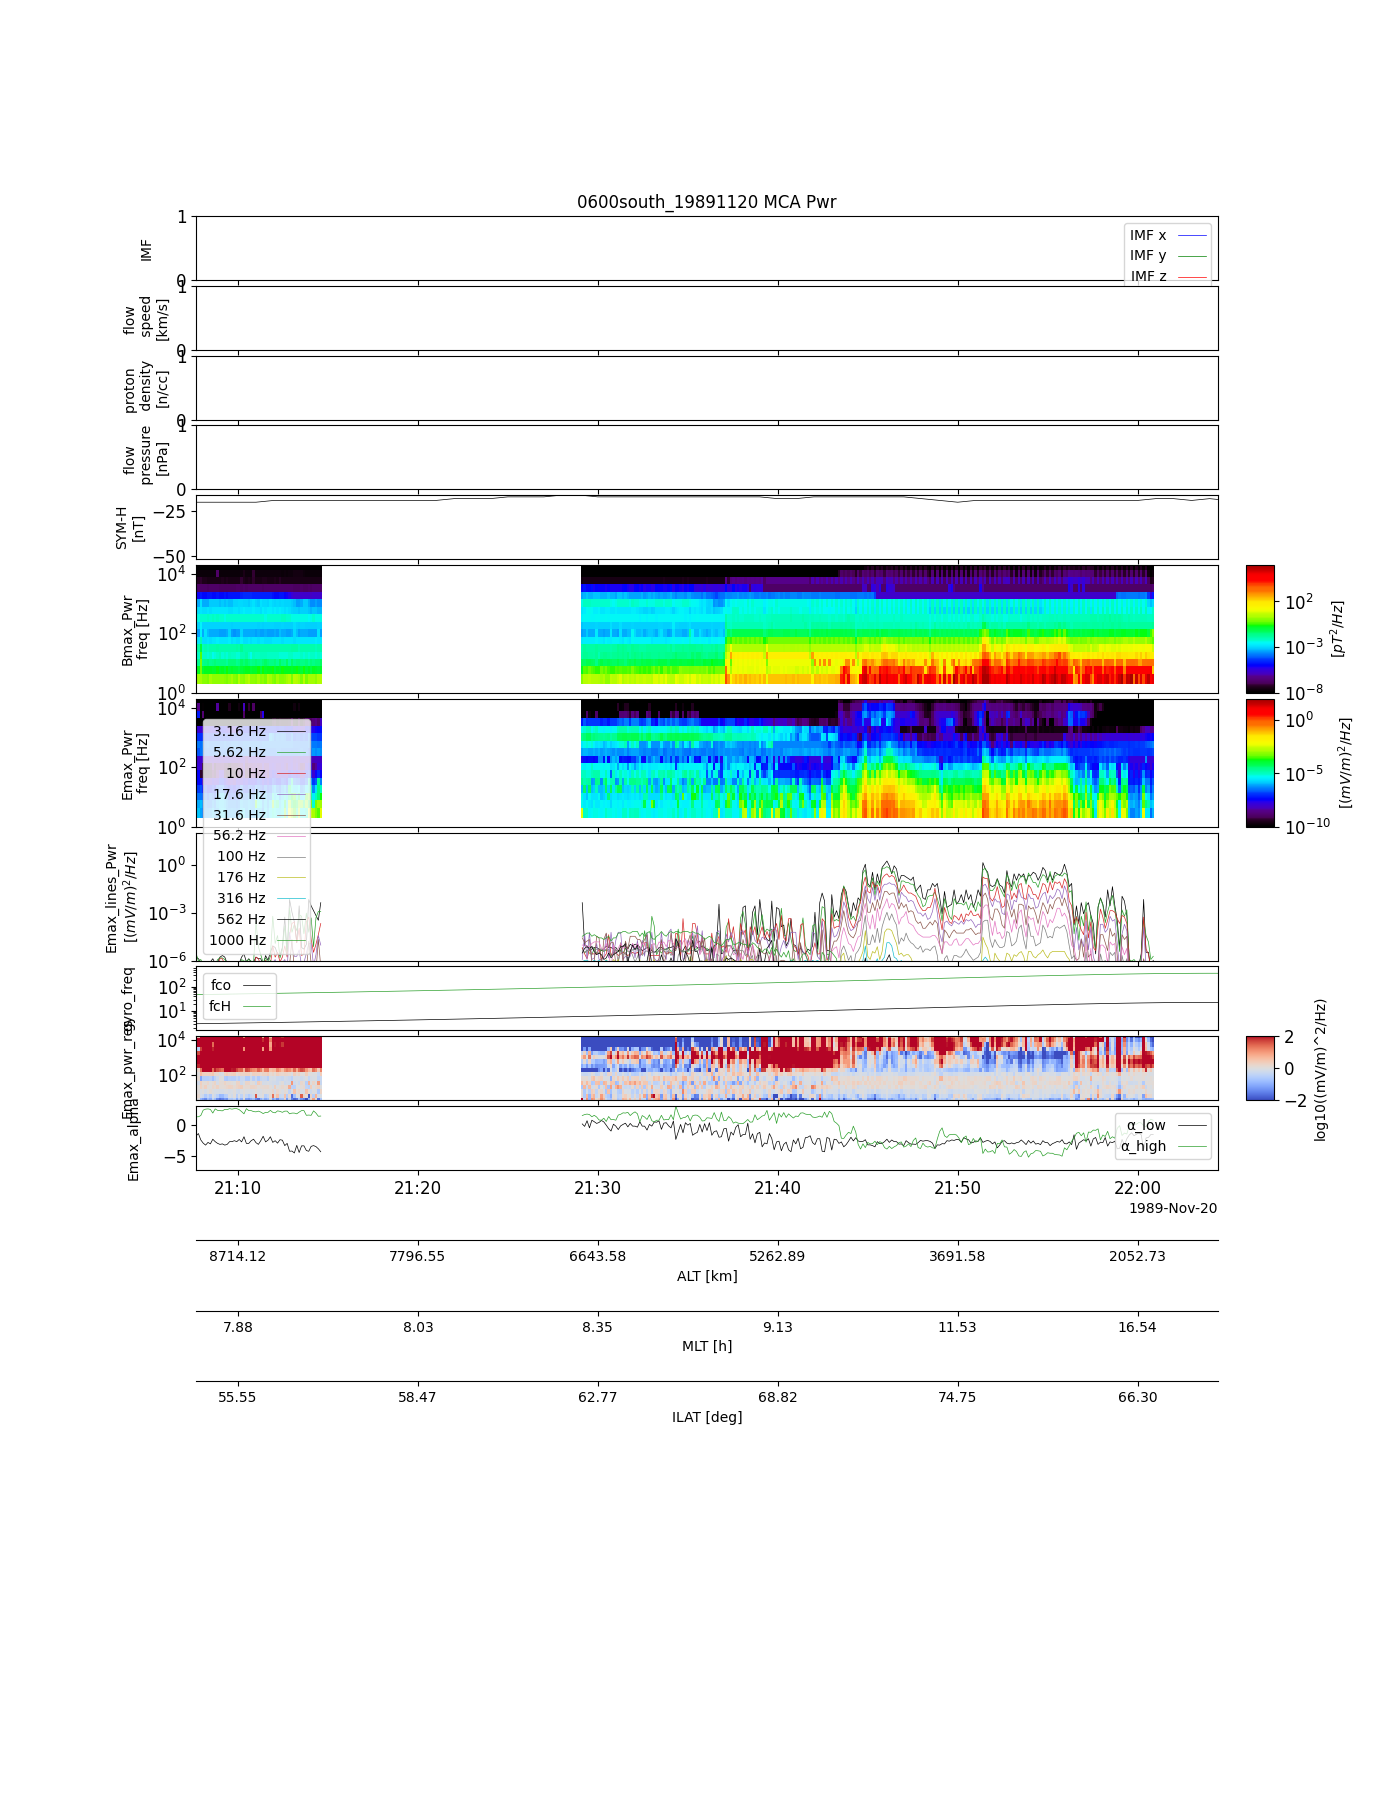 0600south_19891120 MCA Pwr
1
0
IMF
IMF x
IMF y
IMF z
1
0
flow
speed
[km/s]
1
0
proton
density
[n/cc]
1
0
flow
pressure
[nPa]
−25
−50
SYM-H
[nT]
10^4
10^2
10^0
Bmax_Pwr
freq [Hz]
10^2
10^−3
10^−8
[pT^2/Hz]
10^4
10^2
10^0
Emax_Pwr
freq [Hz]
10^0
10^−5
10^−10
[(mV/m)^2/Hz]
3.16 Hz
5.62 Hz
10 Hz
17.6 Hz
31.6 Hz
56.2 Hz
100 Hz
176 Hz
316 Hz
562 Hz
1000 Hz
10^0
10^−3
10^−6
Emax_lines_Pwr
[(mV/m)^2/Hz]
10^2
10^1
gyro_freq
fco
fcH
10^4
10^2
Emax_pwr_reg
2
0
−2
log10((mV/m)^2/Hz)
0
−5
Emax_alpha
α_low
α_high
21:10 21:20 21:30 21:40 21:50 22:00
1989-Nov-20
8714.12 7796.55 6643.58 5262.89 3691.58 2052.73
ALT [km]
7.88 8.03 8.35 9.13 11.53 16.54
MLT [h]
55.55 58.47 62.77 68.82 74.75 66.30
ILAT [deg]